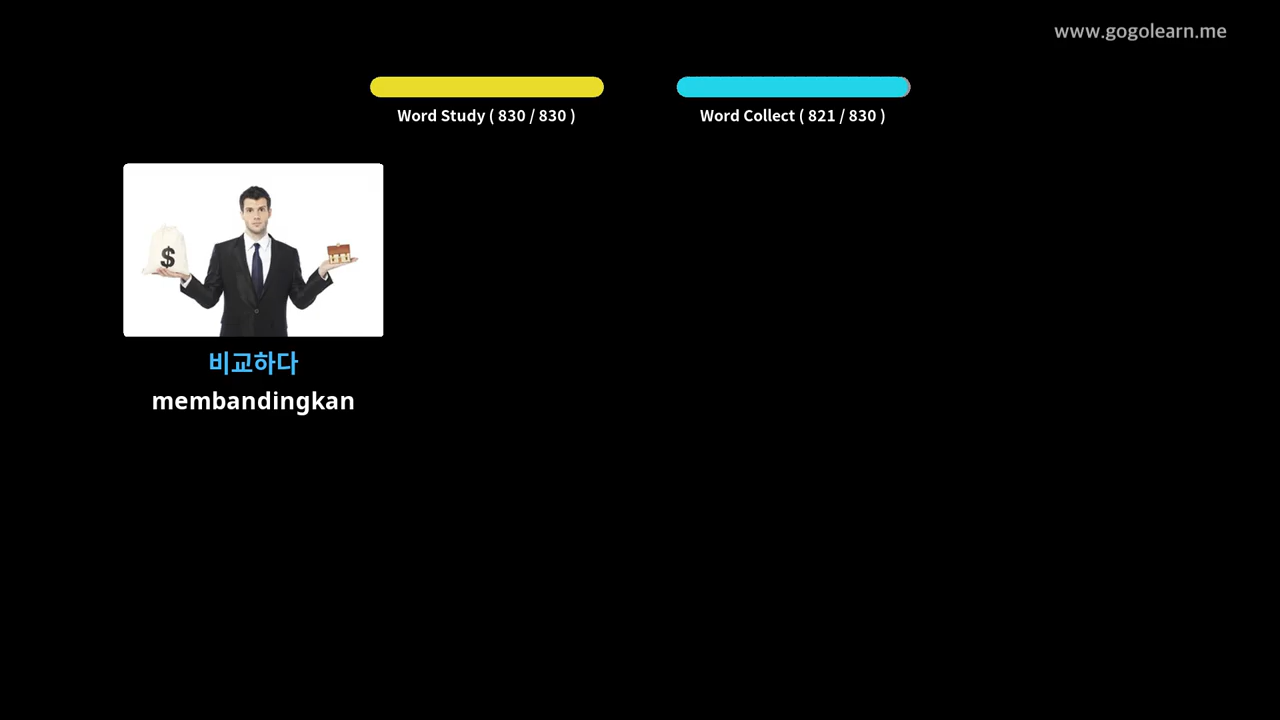 www.gogolearn.me
Word Study ( 830 / 830 )
Word Collect ( 821 / 830 )
$
비교하다
membandingkan